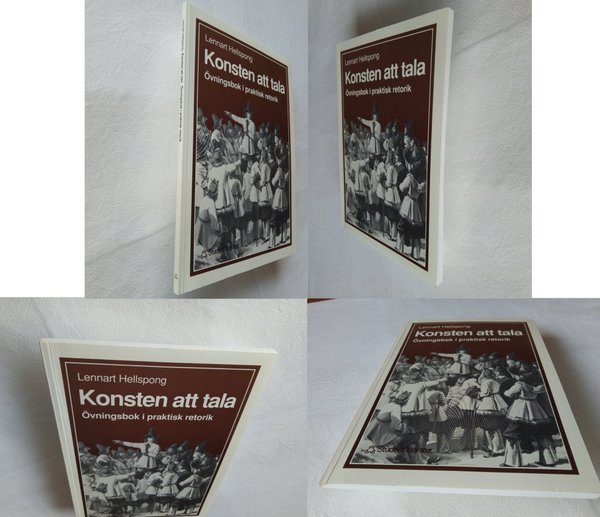 Lennart Hellspong
Konsten att tala
Övningsbok i praktisk retorik
Studentlitteratur
Lennart Hellspong
Konsten att tala
Övningsbok i praktisk retorik
Lennart Hellspong
Konsten att tala
Övningsbok i praktisk retorik
Lennart Hellspong
Konsten att tala
Övningsbok i praktisk retorik
Studentlitteratur